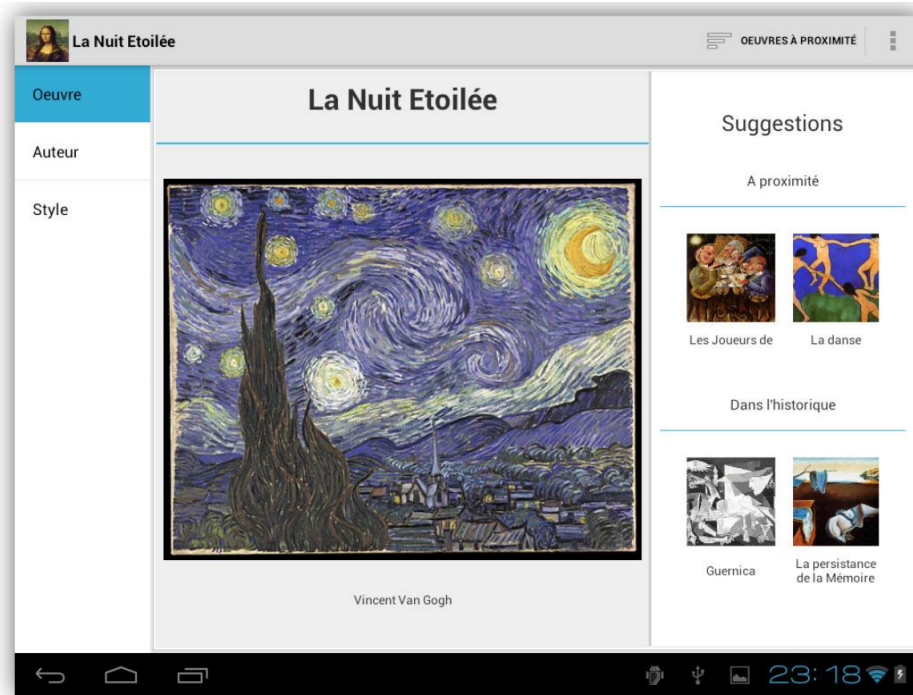 La Nuit Etoilée
OEUVRES À PROXIMITÉ
Oeuvre
Auteur
Style
La Nuit Etoilée
Vincent Van Gogh
Suggestions
A proximité
Les Joueurs de
La danse
Dans l'historique
Guernica
La persistance
de la Mémoire
23:18